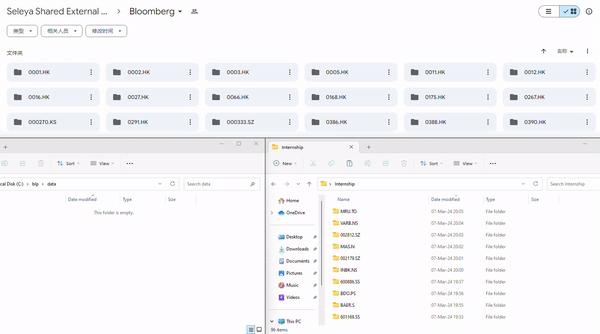 Seleya Shared External ... > Bloomberg
类型 相关人员 修改时间
文件夹
名称
0001.HK 0002.HK 0003.HK 0005.HK 0011.HK 0012.HK
0016.HK 0027.HK 0066.HK 0168.HK 0175.HK 0267.HK
000270.KS 0291.HK 000333.SZ 0386.HK 0388.HK 0390.HK
Sort View
cal Disk (C:) > blp > data
Search data
Date modified Type Size
This folder is empty.
Internship
New Sort View
Internship
Search Internship
Name Date modified Type Size
Home
OneDrive
Desktop
Downloads
Documents
Pictures
Music
Videos
This PC
MRU.TO 07-Mar-24 20:05 File folder
VARB.NS 07-Mar-24 20:04 File folder
002812.SZ 07-Mar-24 20:03 File folder
MAS.N 07-Mar-24 20:02 File folder
002179.SZ 07-Mar-24 20:01 File folder
INBK.NS 07-Mar-24 20:00 File folder
600886.SS 07-Mar-24 19:57 File folder
BDO.PS 07-Mar-24 19:56 File folder
BAER.S 07-Mar-24 19:55 File folder
601169.SS 07-Mar-24 19:53 File folder
96 items